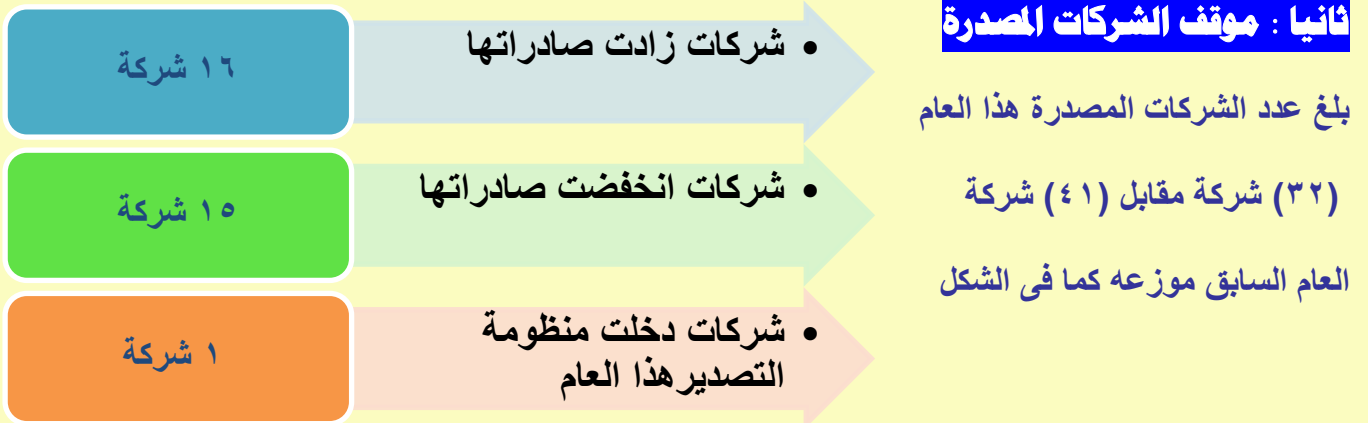 ثانيا : موقف الشركات المصدرة
بلغ عدد الشركات المصدرة هذا العام
(٣٢) شركة مقابل (٤١) شركة
العام السابق موزعه كما فى الشكل
• شركات زادت صادراتها
١٦ شركة
• شركات انخفضت صادراتها
١٥ شركة
• شركات دخلت منظومة
التصديرهذا العام
١ شركة